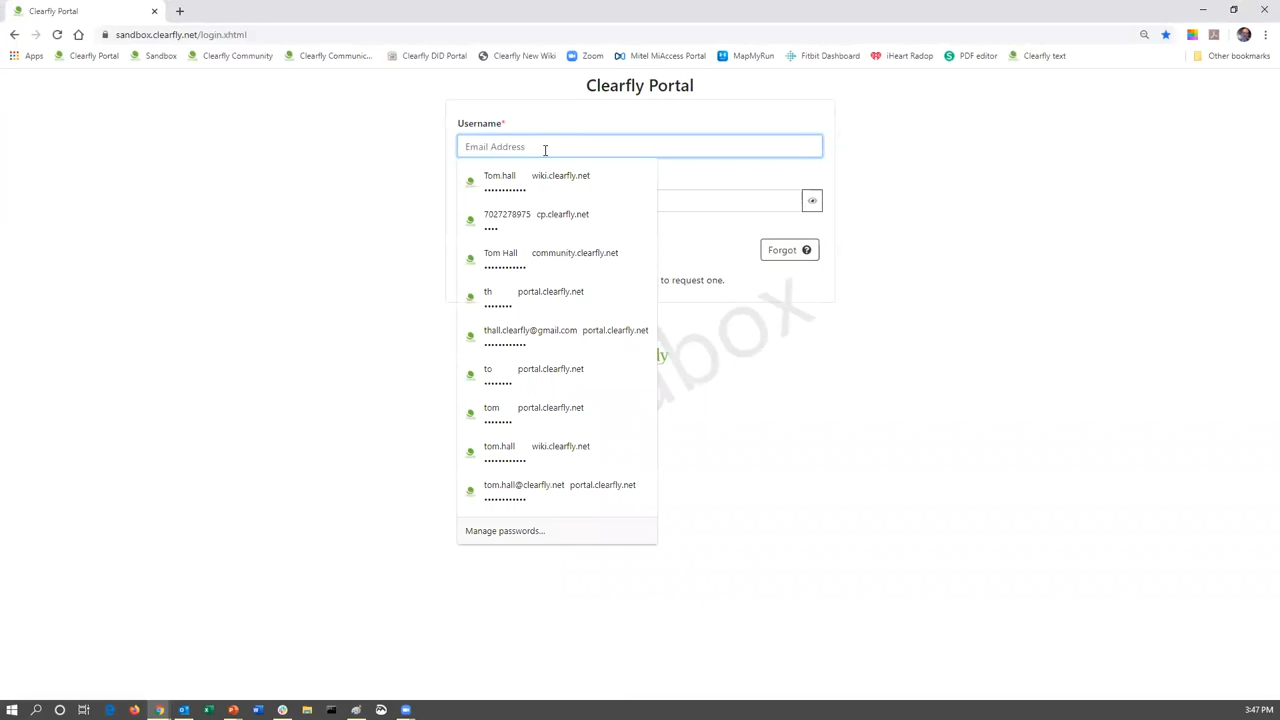 Clearfly Portal
sandbox.clearfly.net/login.xhtml
Apps Clearfly Portal Sandbox Clearfly Community Clearfly Communic... Clearfly DID Portal Clearfly New Wiki Zoom Mitel MiAccess Portal MapMyRun Fitbit Dashboard iHeart Radop PDF editor Clearfly text Other bookmarks
Clearfly Portal
Username*
Email Address
Tom.hall wiki.clearfly.net
••••••••••••
7027278975 cp.clearfly.net
••••
Forgot
Tom Hall community.clearfly.net
••••••••••••
to request one.
th portal.clearfly.net
••••••••
thall.clearfly@gmail.com portal.clearfly.net
••••••••••••
box
ly
to portal.clearfly.net
••••••••
tom portal.clearfly.net
••••••••
tom.hall wiki.clearfly.net
••••••••••••
tom.hall@clearfly.net portal.clearfly.net
••••••••••••
Manage passwords...
3:47 PM